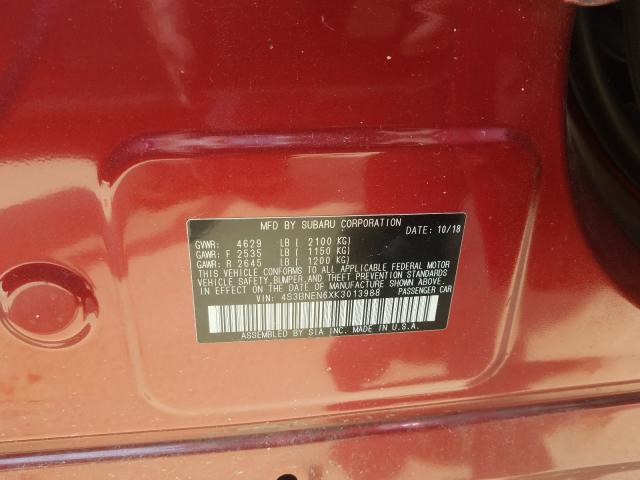 MFD BY SUBARU CORPORATION DATE: 10/18
GVWR: 4629 LB ( 2100 KG)
GAWR: F 2535 LB ( 1150 KG)
GAWR: R 2645 LB ( 1200 KG)
THIS VEHICLE CONFORMS TO ALL APPLICABLE FEDERAL MOTOR
VEHICLE SAFETY, BUMPER, AND THEFT PREVENTION STANDARDS
IN EFFECT ON THE DATE OF MANUFACTURE SHOWN ABOVE.
VIN: 4S3BNEN6XK3013988 PASSENGER CAR
ASSEMBLED BY SIA INC. MADE IN U.S.A.